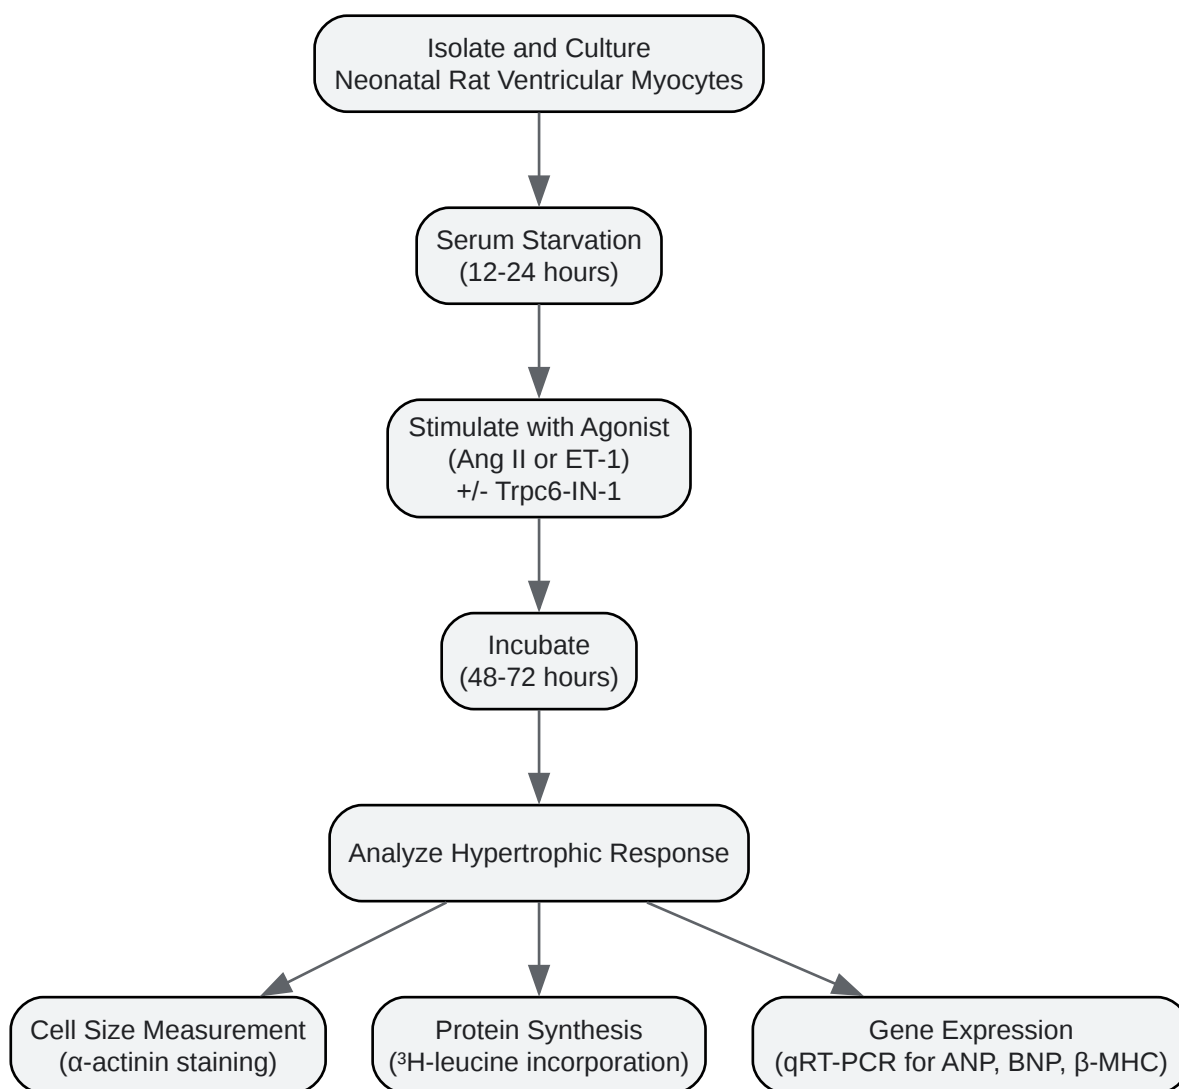 Isolate and Culture
Neonatal Rat Ventricular Myocytes
Serum Starvation
(12-24 hours)
Stimulate with Agonist
(Ang II or ET-1)
+/- Trpc6-IN-1
Incubate
(48-72 hours)
Analyze Hypertrophic Response
Cell Size Measurement
(α-actinin staining)
Protein Synthesis
(³H-leucine incorporation)
Gene Expression
(qRT-PCR for ANP, BNP, β-MHC)